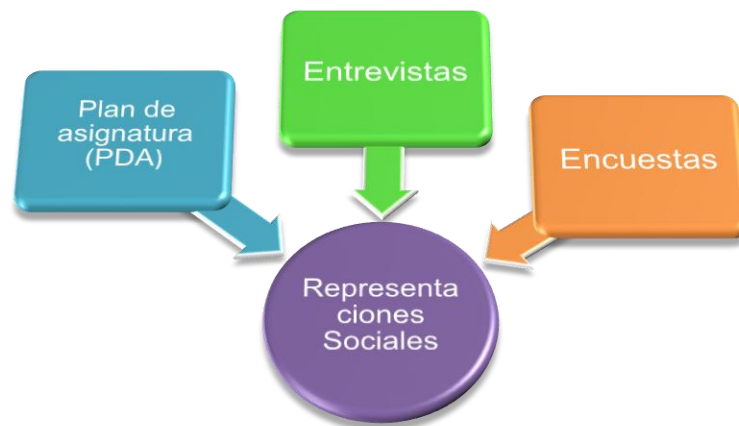 Plan de
asignatura
(PDA)
Entrevistas
Encuestas
Representa
ciones
Sociales